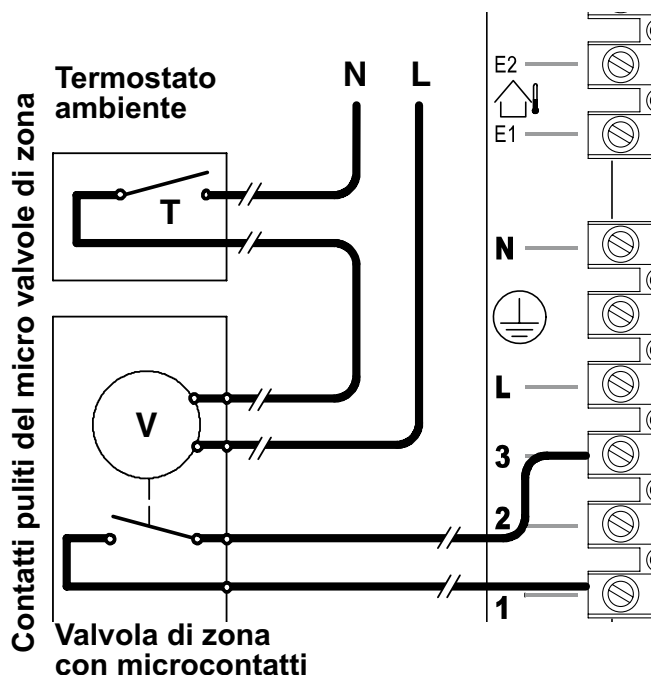 Contatti puliti del micro valvole di zona
Termostato
ambiente
N L
T
V
Valvola di zona
con microcontatti
E2
E1
N
L
3
2
1